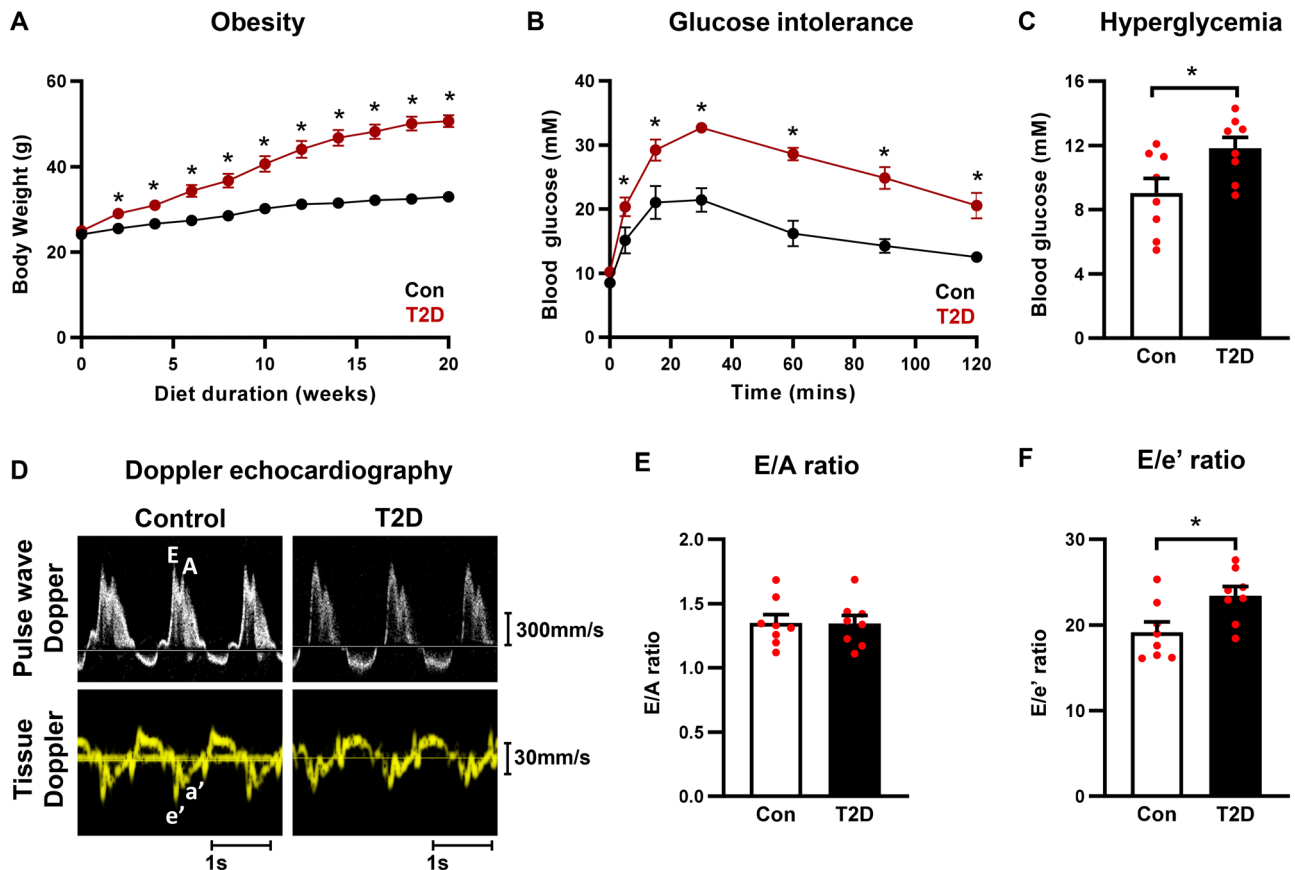 A Obesity
60
40
20
0
Body Weight (g)
* * * * * * * * * *
Con
T2D
0 5 10 15 20
Diet duration (weeks)
B Glucose intolerance
40
30
20
10
0
Blood glucose (mM)
* * * * * * *
Con
T2D
0 20 40 60 80 100 120
Time (mins)
C Hyperglycemia
16
12
8
4
0
Blood glucose (mM)
*
Con T2D
D Doppler echocardiography
Control T2D
Pulse wave
Dopper
E A
300mm/s
Tissue
Doppler
e' a'
30mm/s
1s 1s
E E/A ratio
2.0
1.5
1.0
0.5
0.0
E/A ratio
Con T2D
F E/e’ ratio
30
20
10
0
E/e’ ratio
*
Con T2D